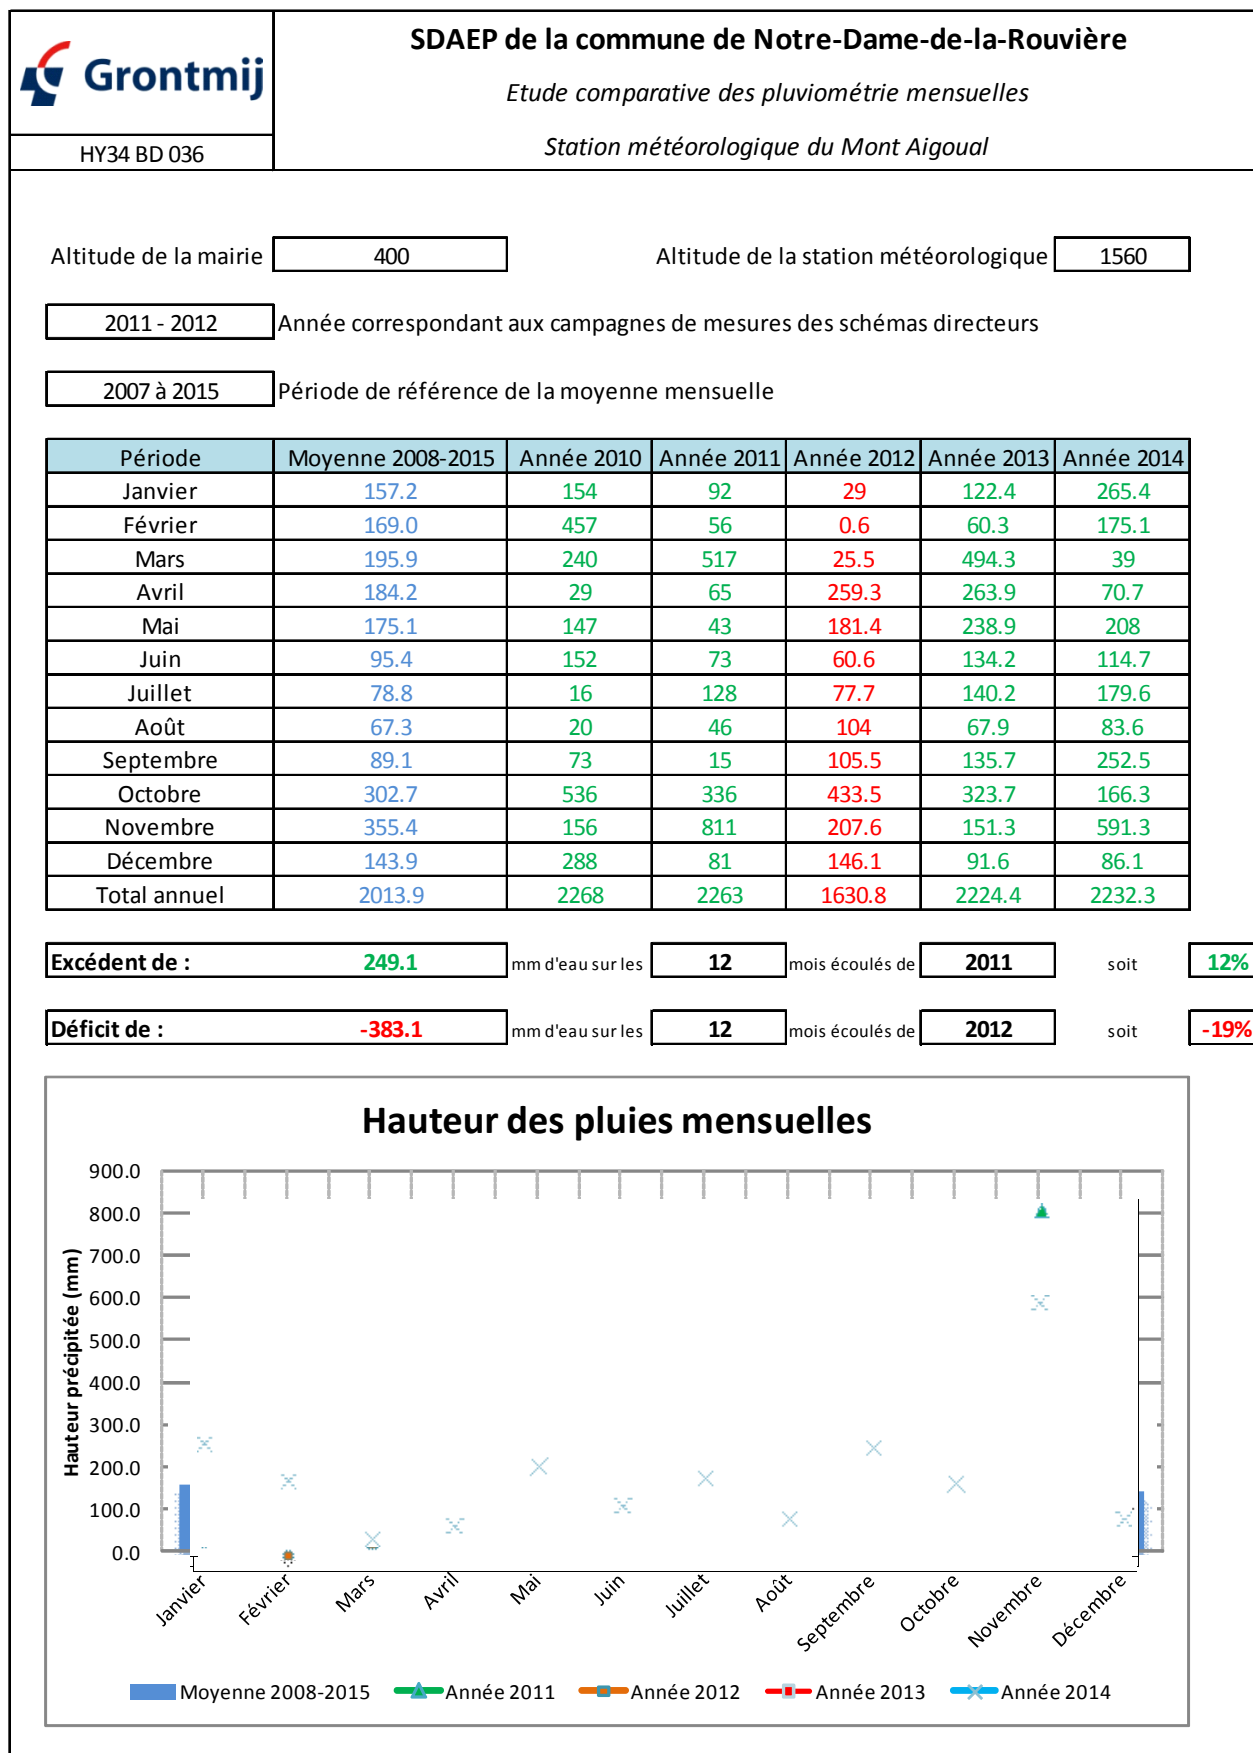 Grontmij
HY34 BD 036
SDAEP de la commune de Notre-Dame-de-la-Rouvière
Etude comparative des pluviométrie mensuelles
Station météorologique du Mont Aigoual
Altitude de la mairie 400 Altitude de la station météorologique 1560
2011 - 2012 Année correspondant aux campagnes de mesures des schémas directeurs
2007 à 2015 Période de référence de la moyenne mensuelle
Période Moyenne 2008-2015 Année 2010 Année 2011 Année 2012 Année 2013 Année 2014
Janvier 157.2 154 92 29 122.4 265.4
Février 169.0 457 56 0.6 60.3 175.1
Mars 195.9 240 517 25.5 494.3 39
Avril 184.2 29 65 259.3 263.9 70.7
Mai 175.1 147 43 181.4 238.9 208
Juin 95.4 152 73 60.6 134.2 114.7
Juillet 78.8 16 128 77.7 140.2 179.6
Août 67.3 20 46 104 67.9 83.6
Septembre 89.1 73 15 105.5 135.7 252.5
Octobre 302.7 536 336 433.5 323.7 166.3
Novembre 355.4 156 811 207.6 151.3 591.3
Décembre 143.9 288 81 146.1 91.6 86.1
Total annuel 2013.9 2268 2263 1630.8 2224.4 2232.3
Excédent de : 249.1 mm d'eau sur les 12 mois écoulés de 2011 soit 12%
Déficit de : -383.1 mm d'eau sur les 12 mois écoulés de 2012 soit -19%
Hauteur des pluies mensuelles
Hauteur précipitée (mm)
900.0
800.0
700.0
600.0
500.0
400.0
300.0
200.0
100.0
0.0
Janvier Février Mars Avril Mai Juin Juillet Août Septembre Octobre Novembre Décembre
Moyenne 2008-2015 Année 2011 Année 2012 Année 2013 Année 2014